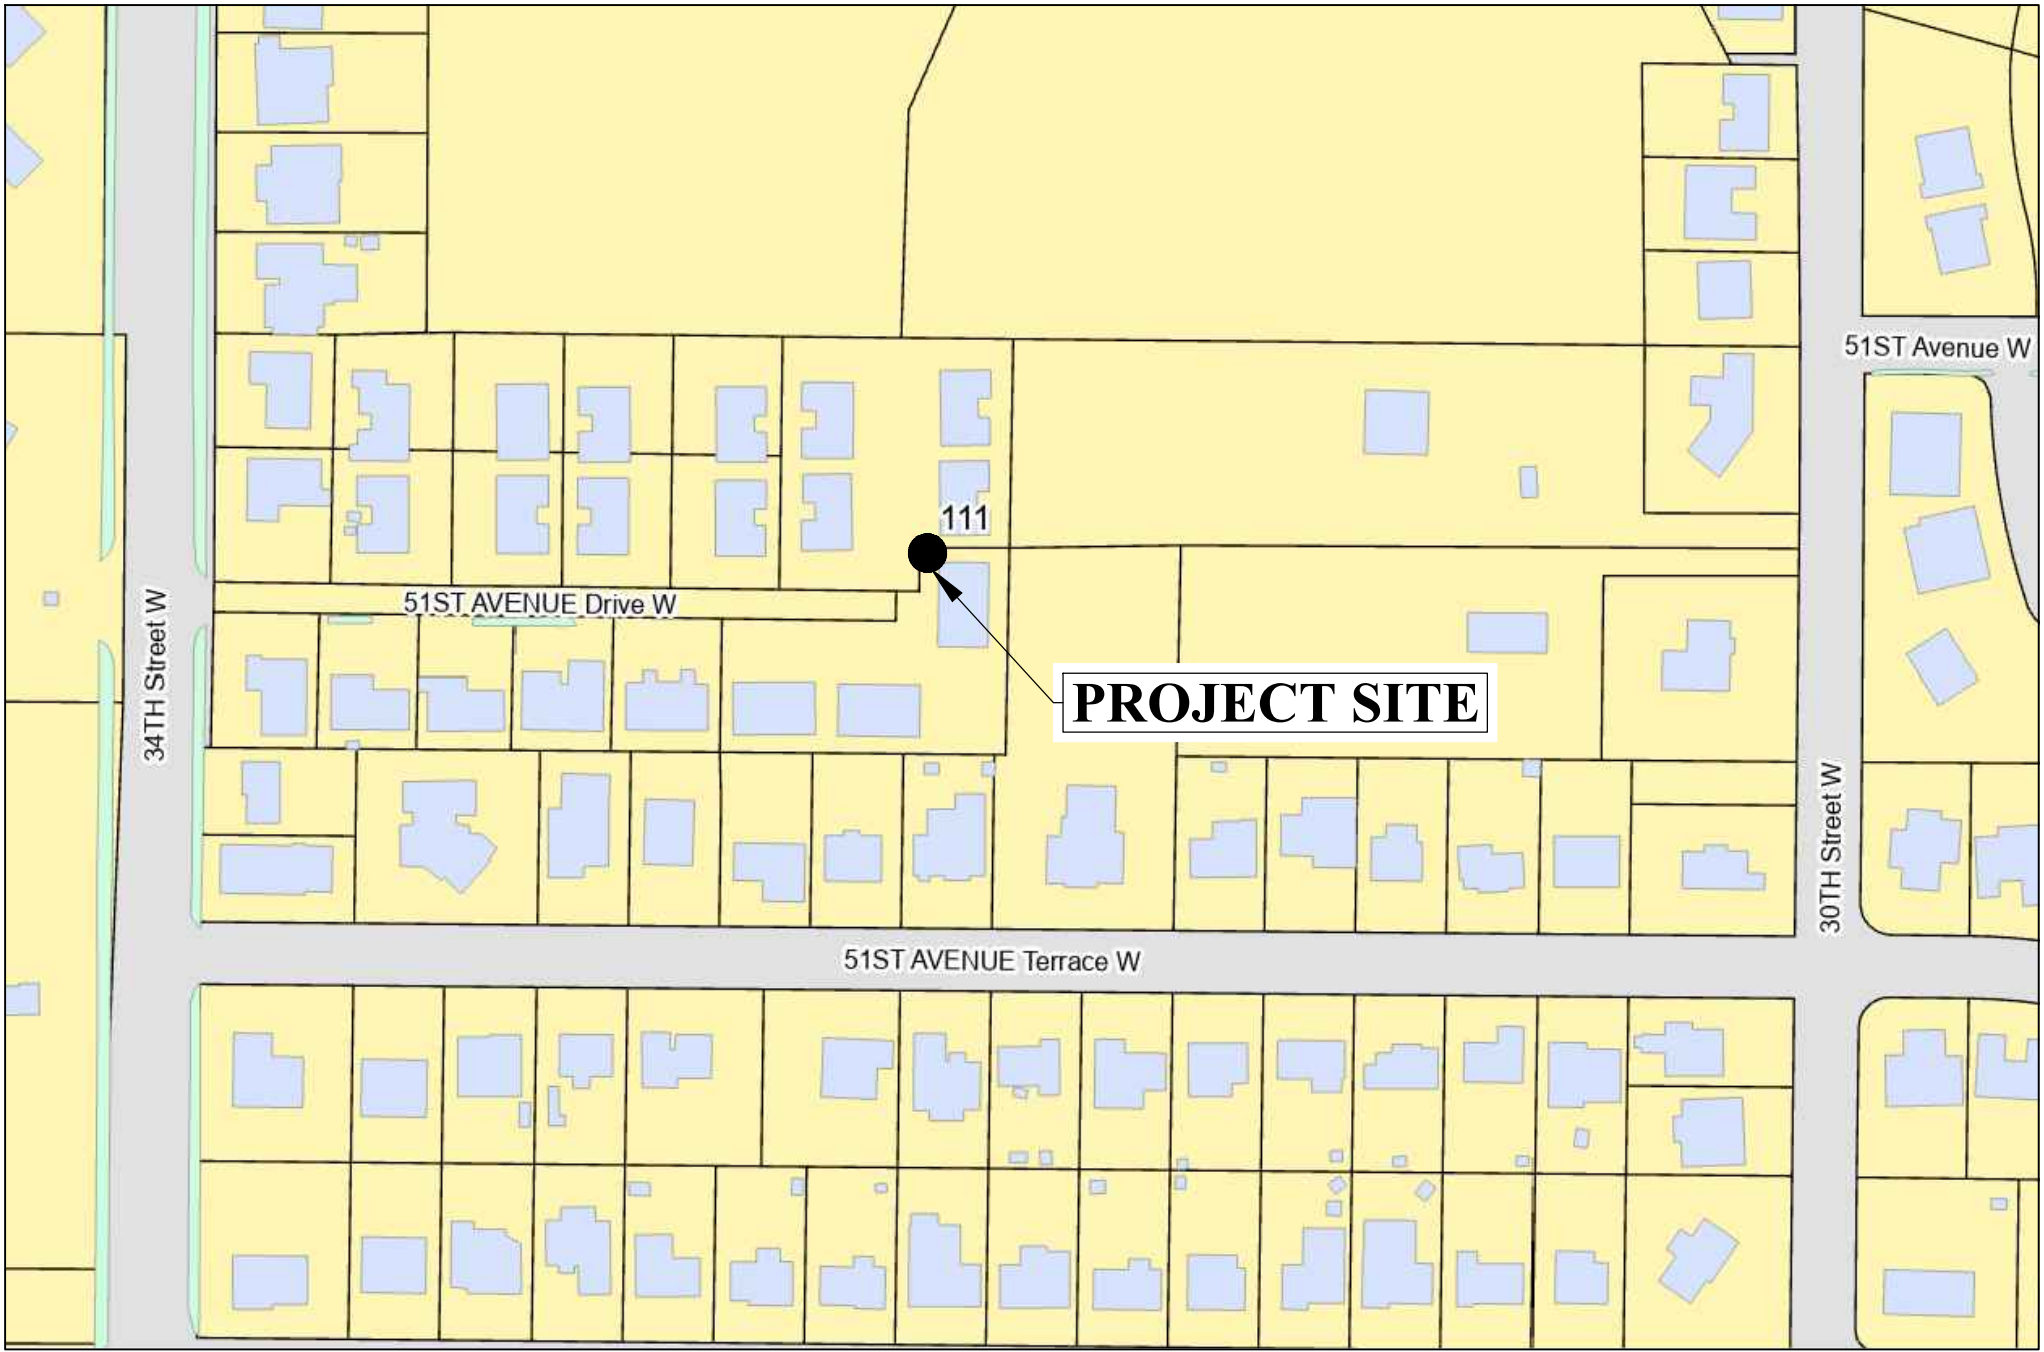 51ST Avenue W
111
51ST AVENUE Drive W
34TH Street W
PROJECT SITE
30TH Street W
51ST AVENUE Terrace W